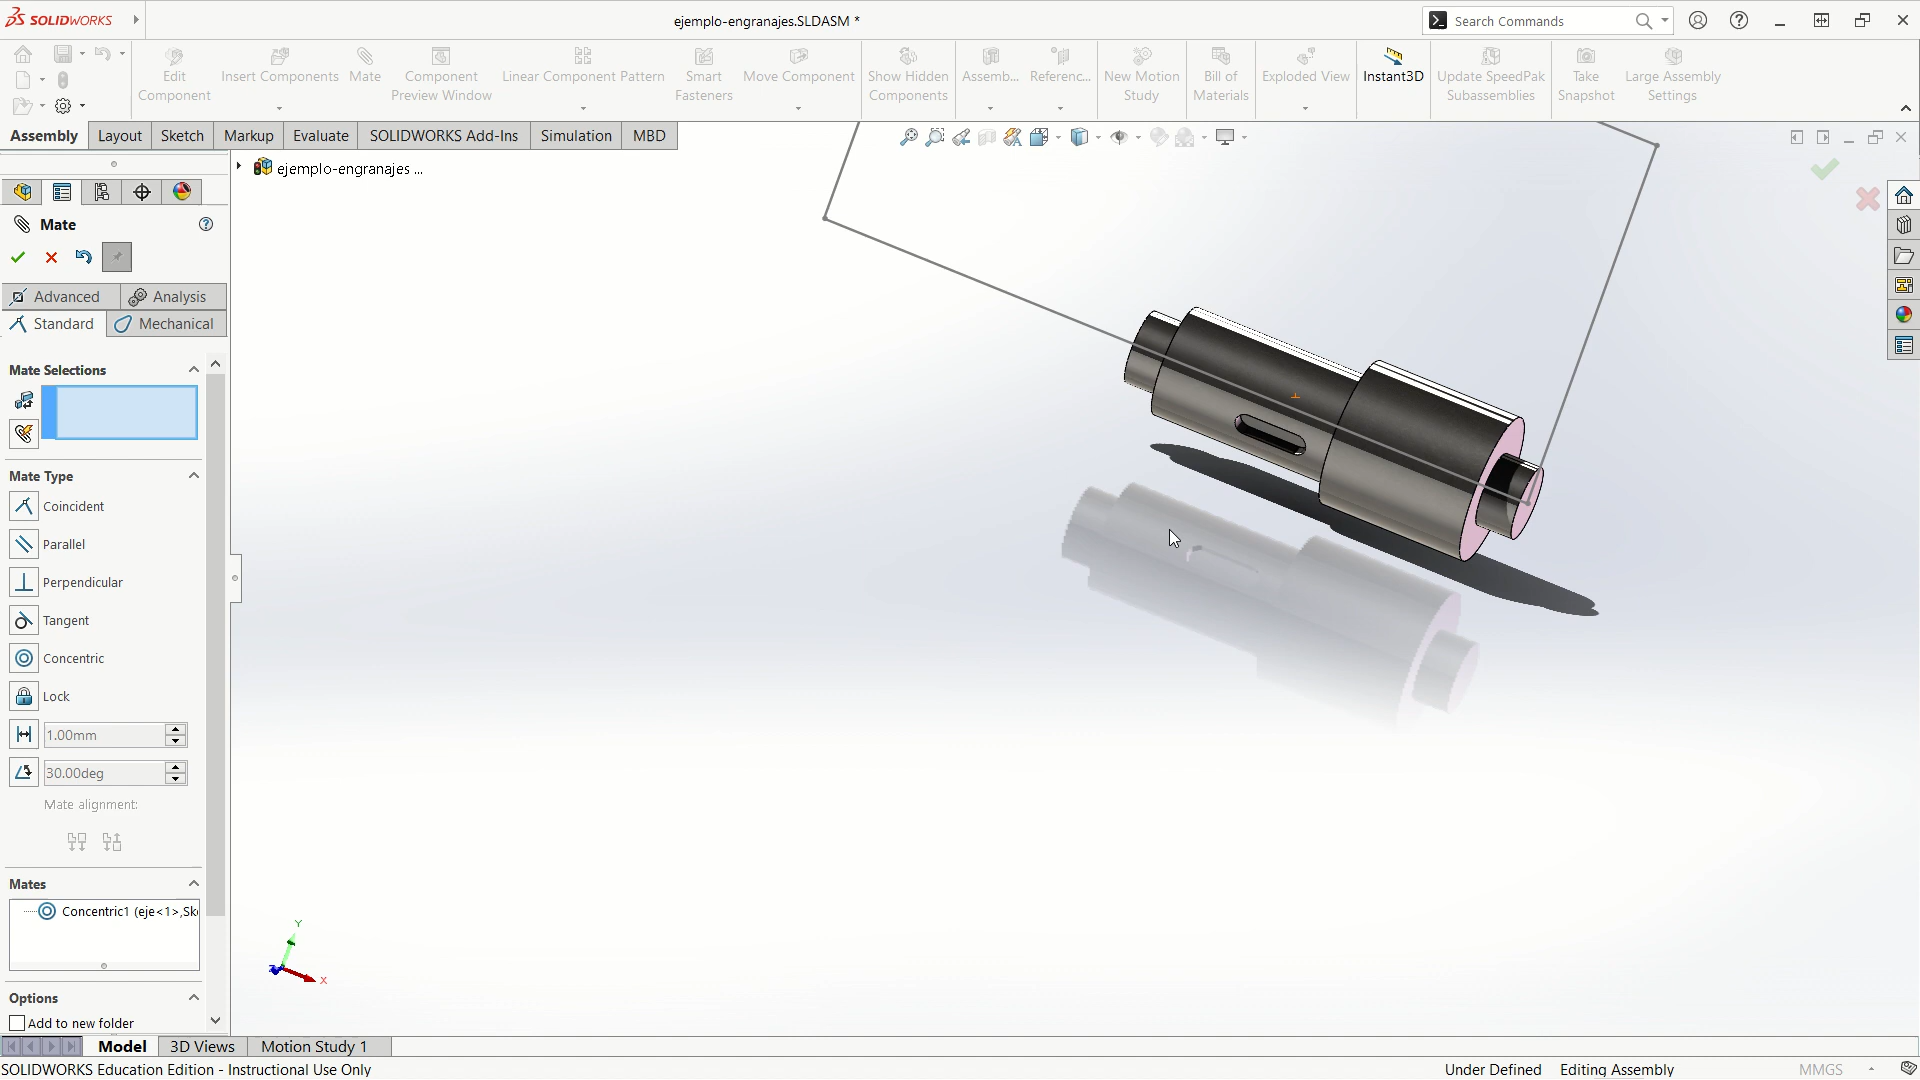 SOLIDWORKS
ejemplo-engranajes.SLDASM *
Search Commands
Edit Component
Insert Components
Mate
Component Preview Window
Linear Component Pattern
Smart Fasteners
Move Component
Show Hidden Components
Assemb...
Referenc...
New Motion Study
Bill of Materials
Exploded View
Instant3D
Update SpeedPak Subassemblies
Take Snapshot
Large Assembly Settings
Assembly
Layout
Sketch
Markup
Evaluate
SOLIDWORKS Add-Ins
Simulation
MBD
ejemplo-engranajes ...
Mate
Advanced
Analysis
Standard
Mechanical
Mate Selections
Mate Type
Coincident
Parallel
Perpendicular
Tangent
Concentric
Lock
1.00mm
30.00deg
Mate alignment:
Mates
Concentric1 (eje<1>,Sk
Options
Add to new folder
Y
X
Z
Model
3D Views
Motion Study 1
SOLIDWORKS Education Edition - Instructional Use Only
Under Defined
Editing Assembly
MMGS